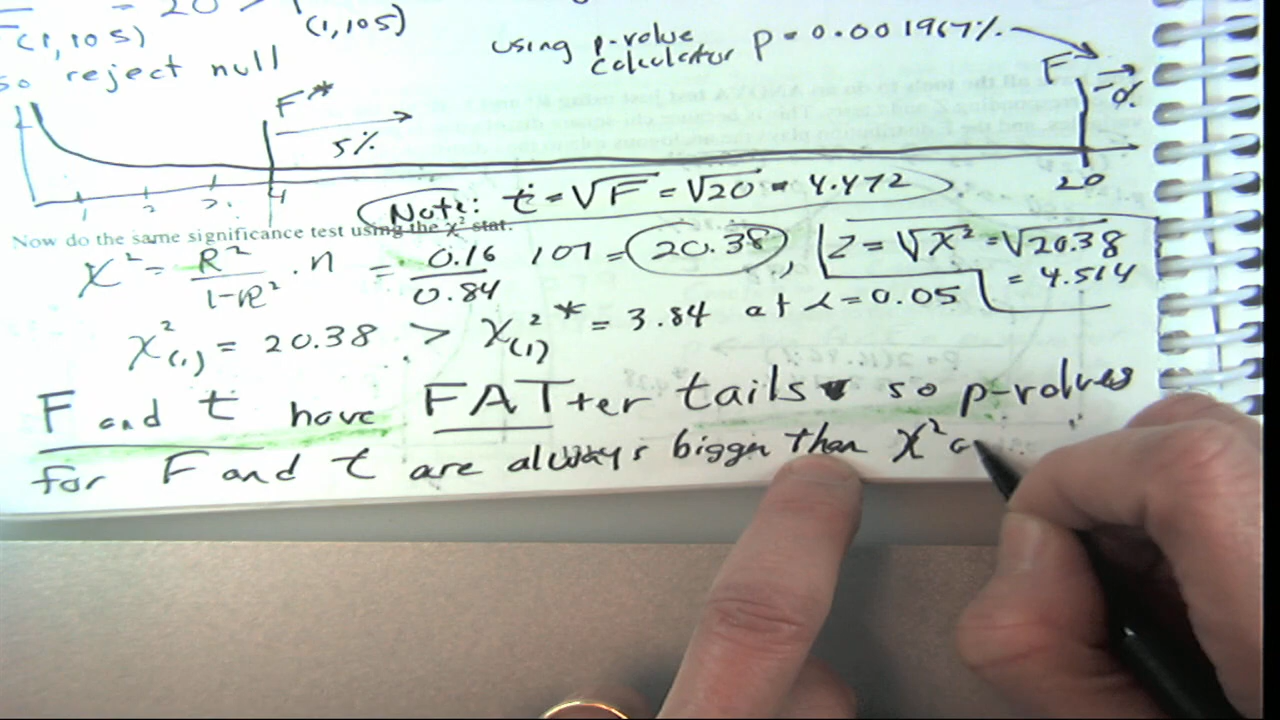 = 20 >
(1,105) (1,105)
so reject null
using p-value calculator p = 0.001967%
F* 5% F
1 2 3 4 20
Note: t = √F = √20 = 4.472
Now do the same significance test using the χ² stat.
χ² = R²/1-R² · n = 0.16/0.84 107 = 20.38, Z = √χ² = √20.38 = 4.514
χ²(1) = 20.38 > χ²(1)* = 3.84 at α = 0.05
F and t have FATter tails so p-values
for F and t are always bigger than χ² a